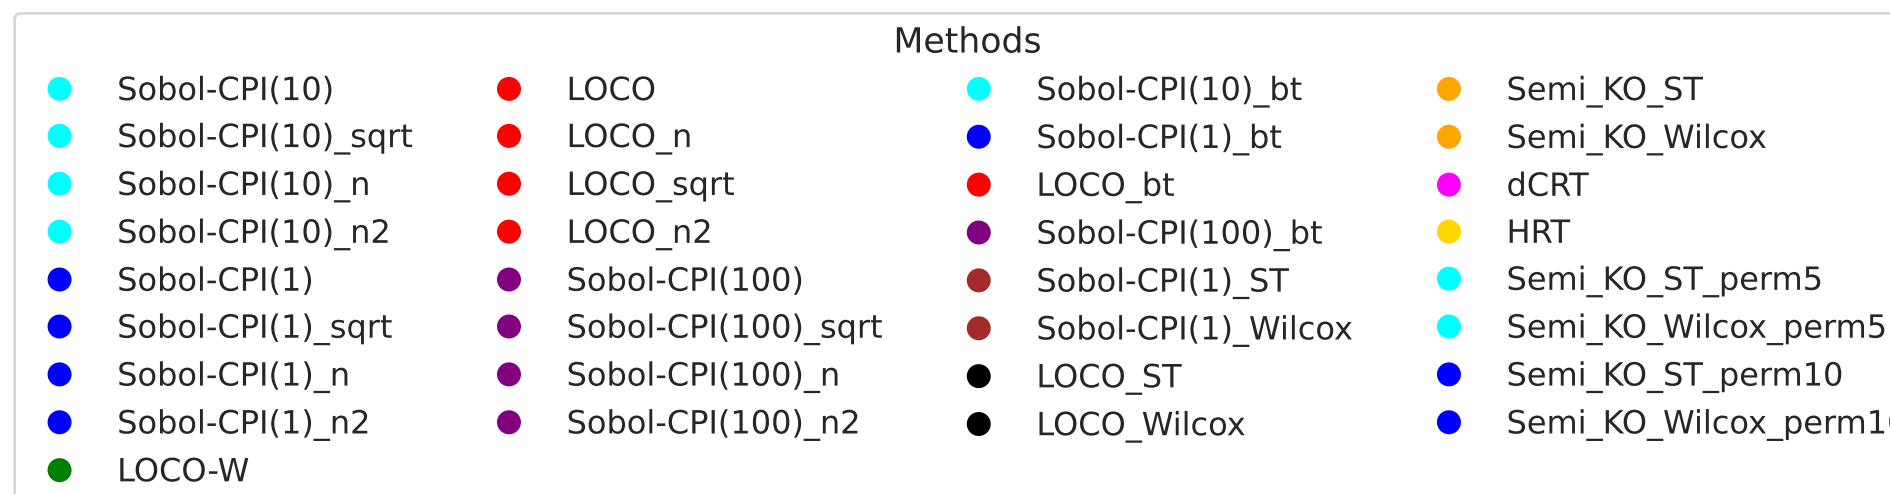 Methods
Sobol-CPI(10)
Sobol-CPI(10)_sqrt
Sobol-CPI(10)_n
Sobol-CPI(10)_n2
Sobol-CPI(1)
Sobol-CPI(1)_sqrt
Sobol-CPI(1)_n
Sobol-CPI(1)_n2
LOCO-W
LOCO
LOCO_n
LOCO_sqrt
LOCO_n2
Sobol-CPI(100)
Sobol-CPI(100)_sqrt
Sobol-CPI(100)_n
Sobol-CPI(100)_n2
Sobol-CPI(10)_bt
Sobol-CPI(1)_bt
LOCO_bt
Sobol-CPI(100)_bt
Sobol-CPI(1)_ST
Sobol-CPI(1)_Wilcox
LOCO_ST
LOCO_Wilcox
Semi_KO_ST
Semi_KO_Wilcox
dCRT
HRT
Semi_KO_ST_perm5
Semi_KO_Wilcox_perm5
Semi_KO_ST_perm10
Semi_KO_Wilcox_perm10